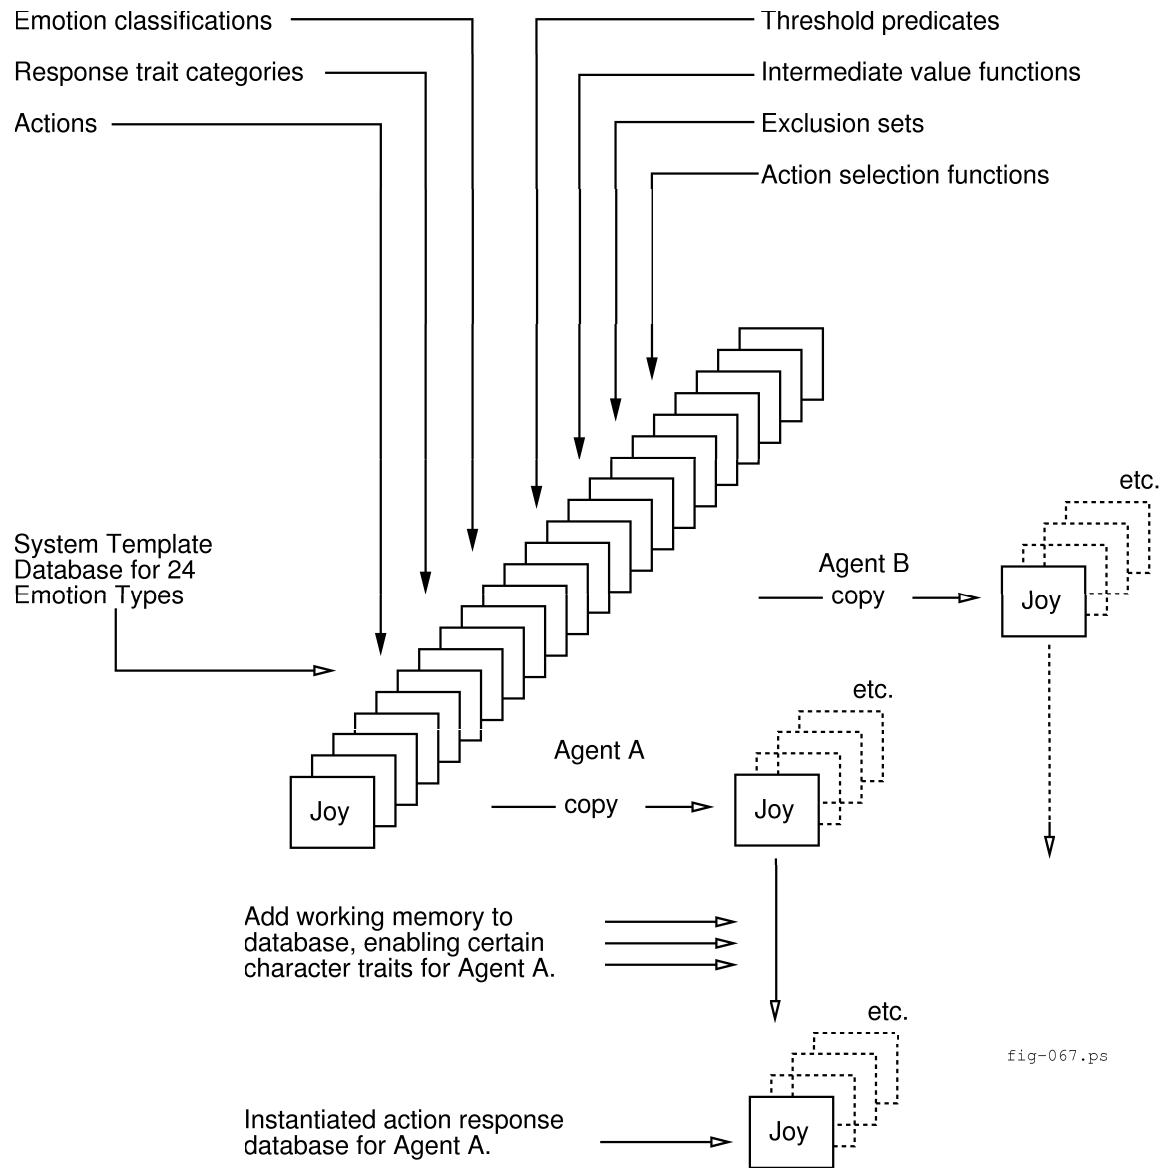 Emotion classifications
Response trait categories
Actions
Threshold predicates
Intermediate value functions
Exclusion sets
Action selection functions
System Template
Database for 24
Emotion Types
etc.
Agent B
copy
Joy
etc.
Agent A
copy
Joy
Joy
Add working memory to
database, enabling certain
character traits for Agent A.
etc.
fig-067.ps
Instantiated action response
database for Agent A.
Joy